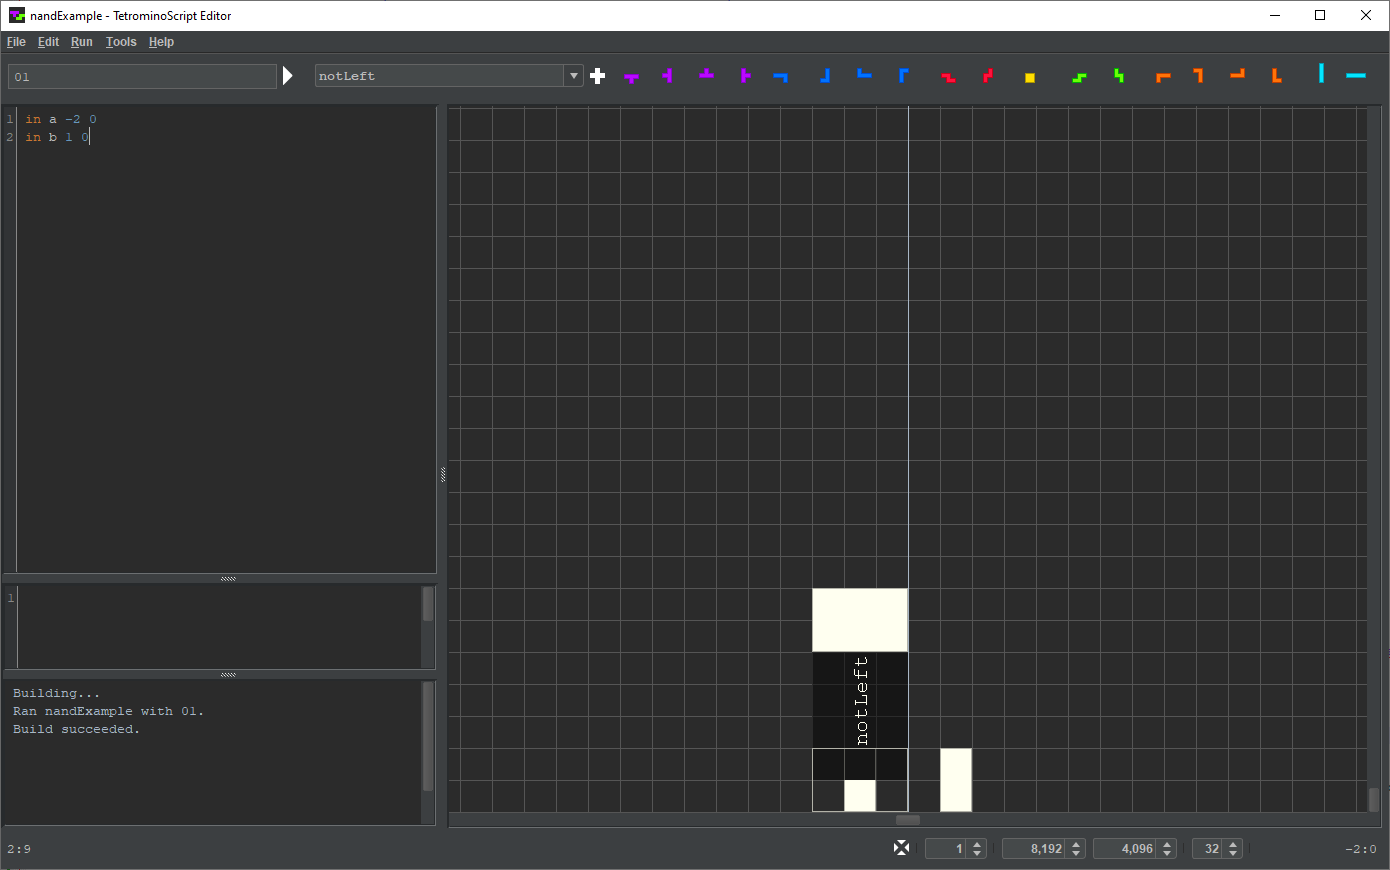 nandExample - TetrominoScript Editor
File Edit Run Tools Help
01
notLeft
1 in a -2 0
2 in b 1 0
1
notLeft
Building...
Ran nandExample with 01.
Build succeeded.
2:9
1
8,192
4,096
32
-2:0